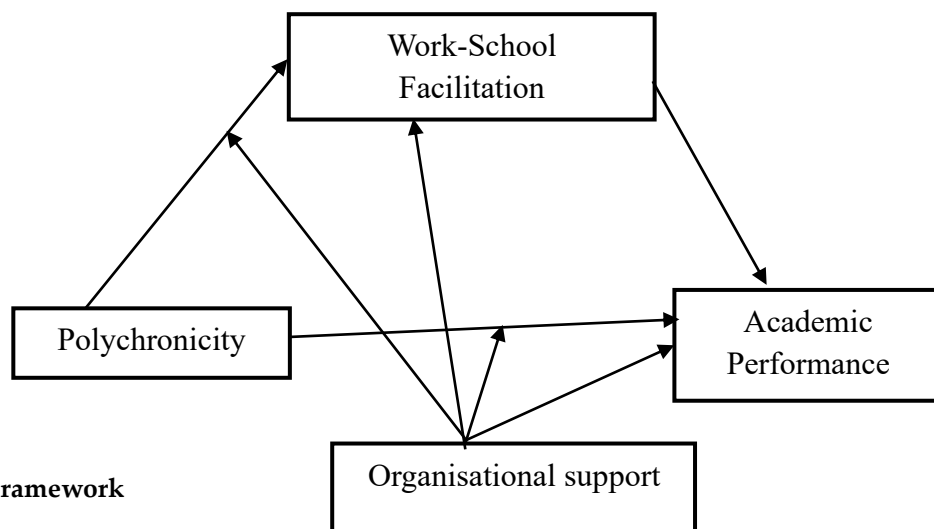 Work-School
Facilitation
Polychronicity
Academic
Performance
Organisational support
ramework